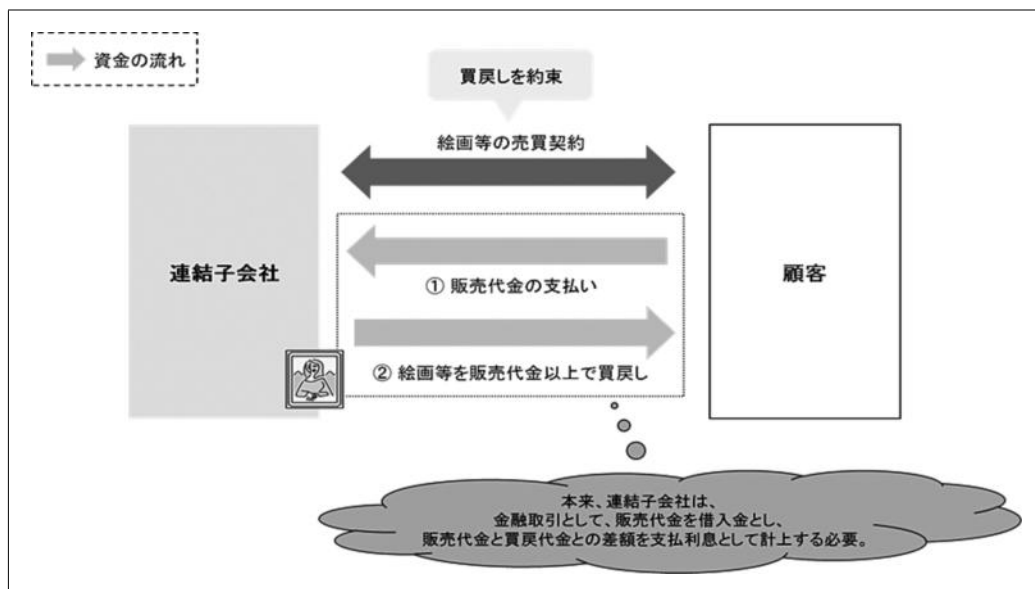 資金の流れ
買戻しを約束
絵画等の売買契約
連結子会社
顧客
① 販売代金の支払い
② 絵画等を販売代金以上で買戻し
本来、連結子会社は、
金融取引として、販売代金を借入金とし、
販売代金と買戻代金との差額を支払利息として計上する必要。